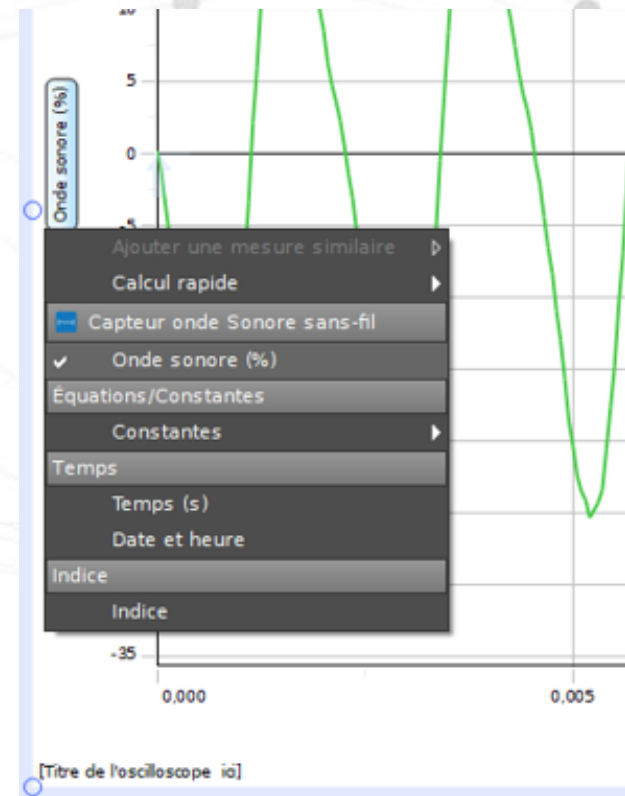 10
5
Onde sonore (%)
0
-5
Ajouter une mesure similaire
Calcul rapide
Capteur onde Sonore sans-fil
Onde sonore (%)
Équations/Constantes
Constantes
Temps
Temps (s)
Date et heure
Indice
Indice
-35
0,000 0,005
[Titre de l'oscilloscope ici]